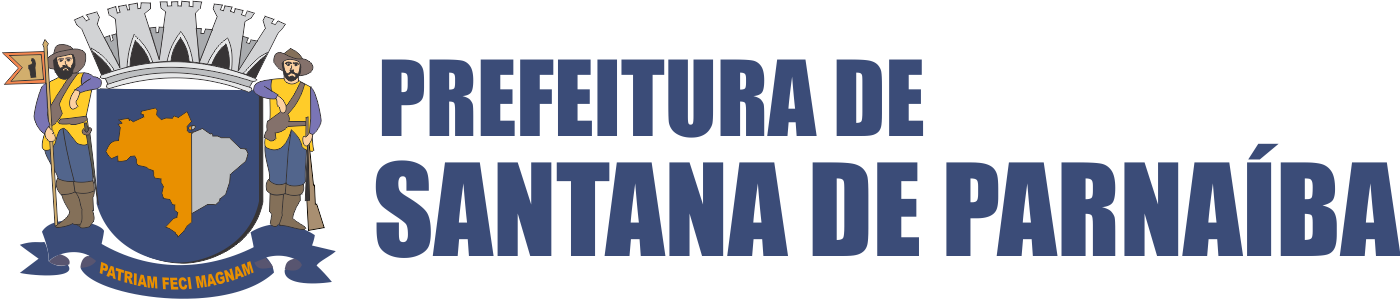 PREFEITURA DE
SANTANA DE PARNAÍBA
PATRIAM FECI MAGNAM